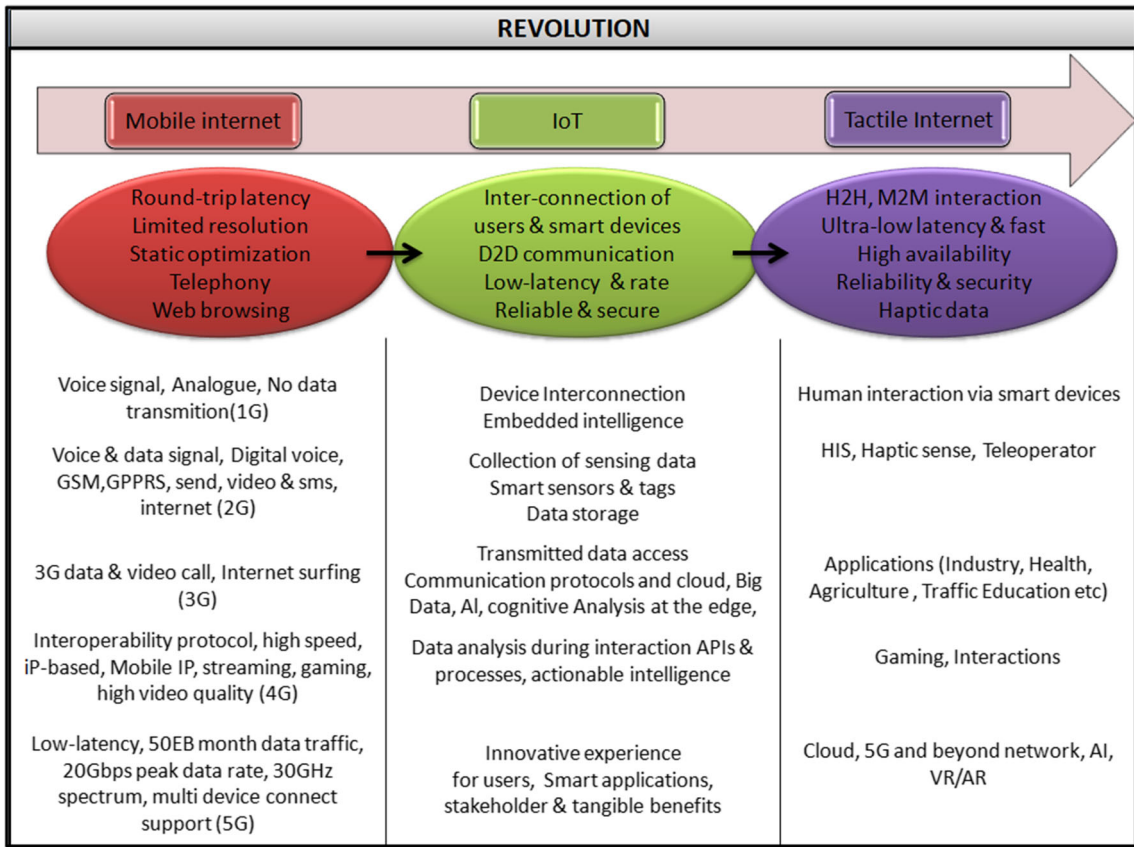 REVOLUTION
Mobile internet
IoT
Tactile Internet
Round-trip latency
Limited resolution
Static optimization
Telephony
Web browsing
Inter-connection of
users & smart devices
D2D communication
Low-latency & rate
Reliable & secure
H2H, M2M interaction
Ultra-low latency & fast
High availability
Reliability & security
Haptic data
Voice signal, Analogue, No data
transmition(1G)
Voice & data signal, Digital voice,
GSM,GPPRS, send, video & sms,
internet (2G)
3G data & video call, Internet surfing
(3G)
Interoperability protocol, high speed,
iP-based, Mobile IP, streaming, gaming,
high video quality (4G)
Low-latency, 50EB month data traffic,
20Gbps peak data rate, 30GHz
spectrum, multi device connect
support (5G)
Device Interconnection
Embedded intelligence
Collection of sensing data
Smart sensors & tags
Data storage
Transmitted data access
Communication protocols and cloud, Big
Data, AI, cognitive Analysis at the edge,
Data analysis during interaction APIs &
processes, actionable intelligence
Innovative experience
for users, Smart applications,
stakeholder & tangible benefits
Human interaction via smart devices
HIS, Haptic sense, Teleoperator
Applications (Industry, Health,
Agriculture , Traffic Education etc)
Gaming, Interactions
Cloud, 5G and beyond network, AI,
VR/AR